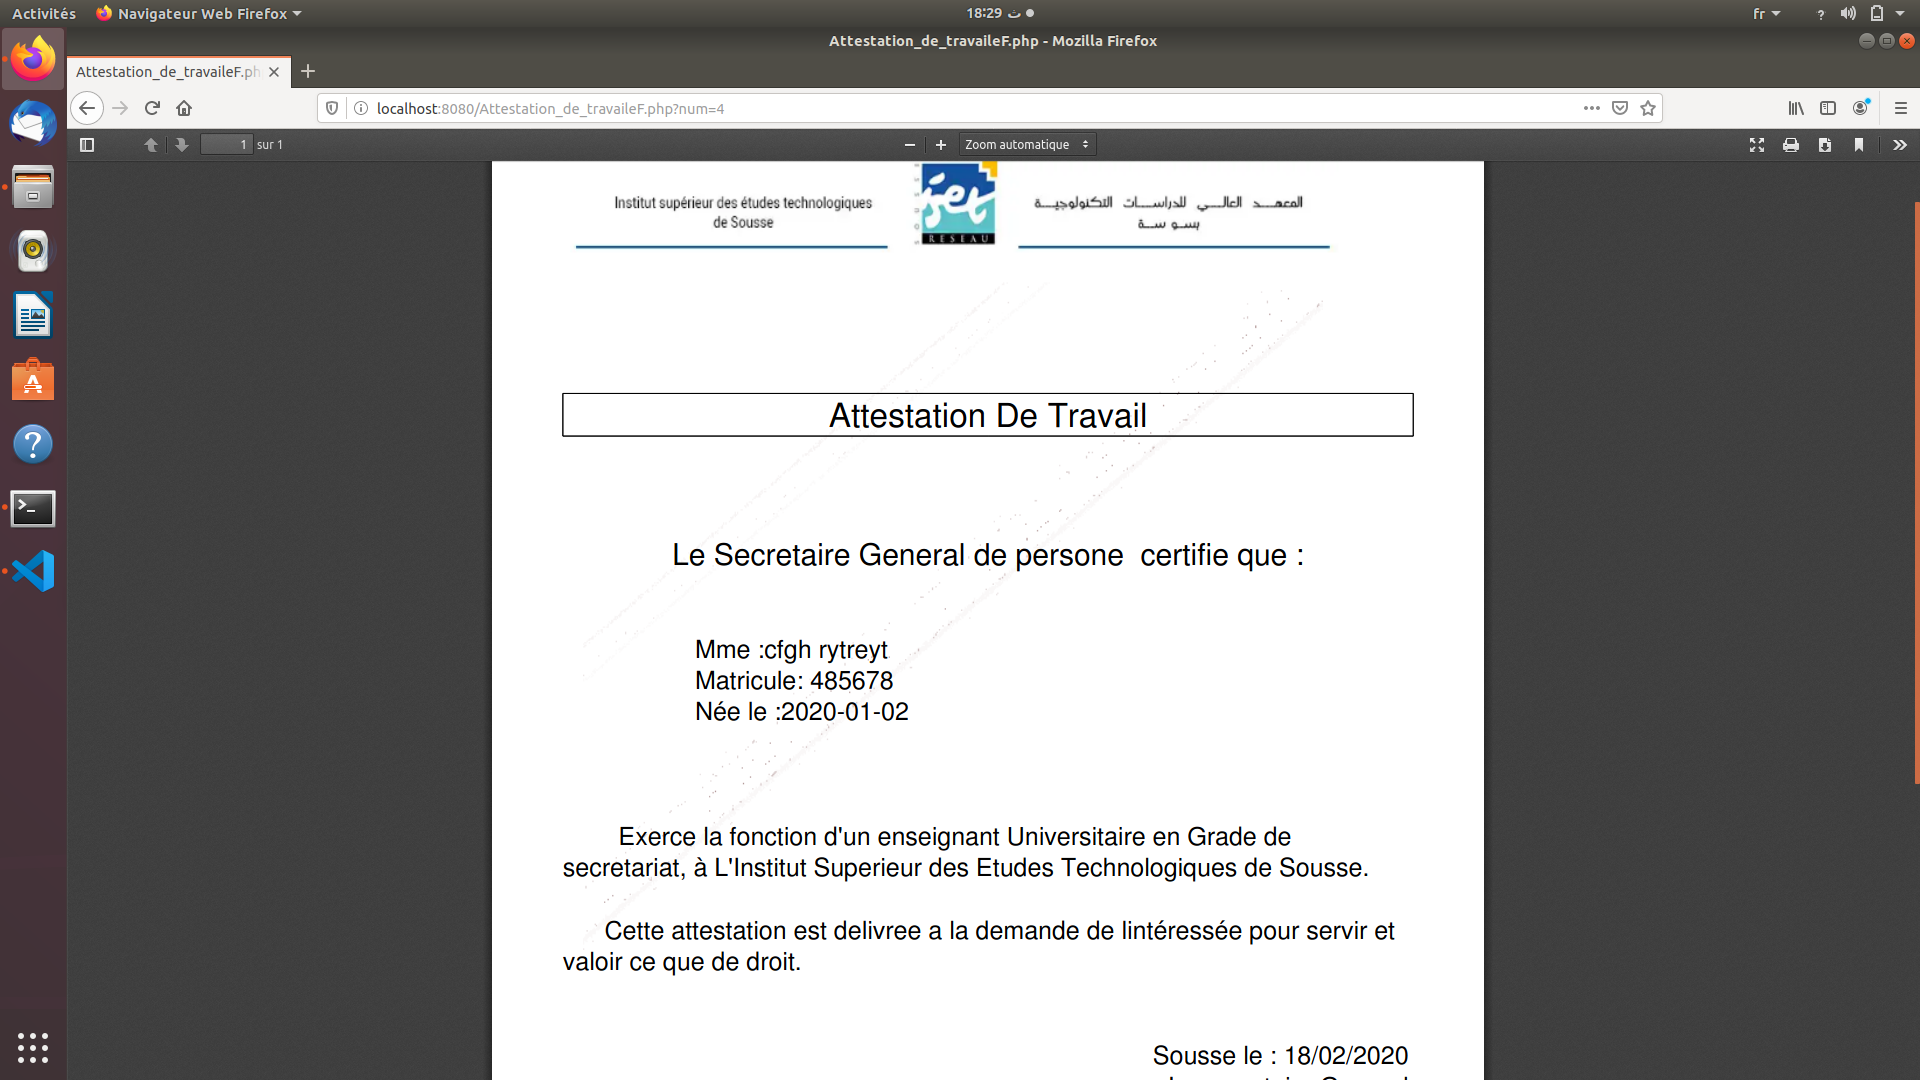 Activités Navigateur Web Firefox 18:29 ث fr
Attestation_de_travaileF.php - Mozilla Firefox
Attestation_de_travaileF.ph
localhost:8080/Attestation_de_travaileF.php?num=4
1 sur 1 Zoom automatique
Institut supérieur des études technologiques
de Sousse
iset
RESEAU
المعهد العالي للدراسات التكنولوجية
بسوسة
Attestation De Travail
Le Secretaire General de persone certifie que :
Mme :cfgh rytreyt
Matricule: 485678
Née le :2020-01-02
Exerce la fonction d'un enseignant Universitaire en Grade de
secretariat, à L'Institut Superieur des Etudes Technologiques de Sousse.
Cette attestation est delivree a la demande de lintéressée pour servir et
valoir ce que de droit.
Sousse le : 18/02/2020